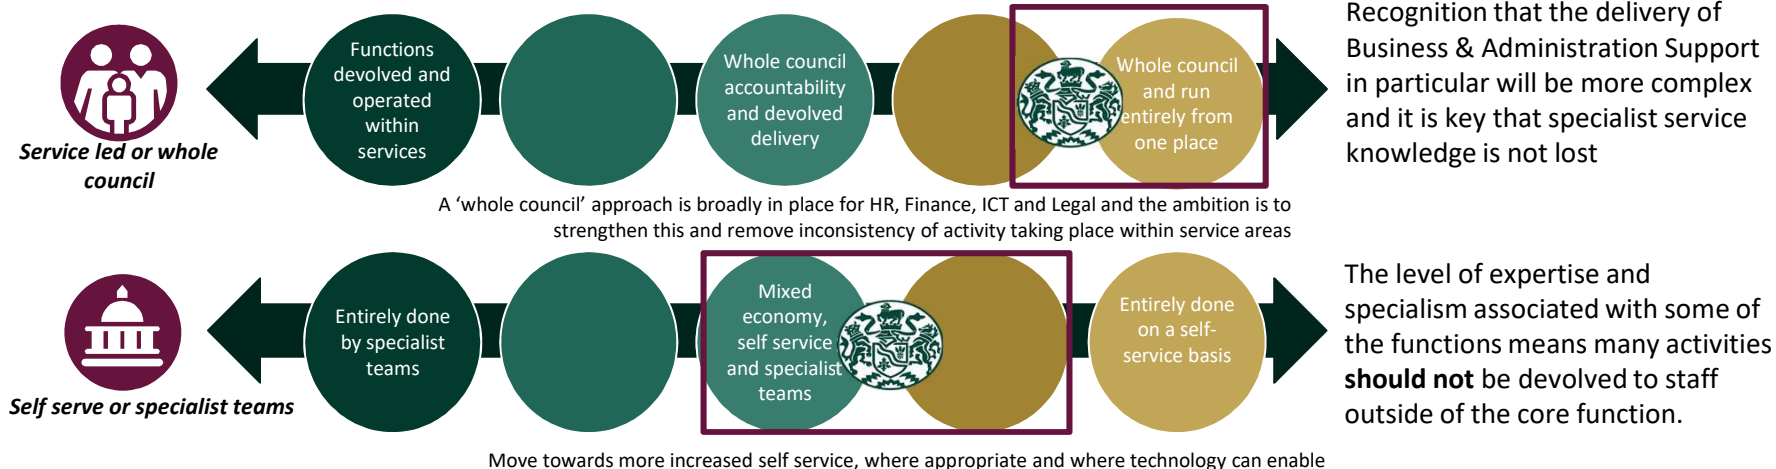 Service led or whole
council
Functions
devolved and
operated
within
services
Whole council
accountability
and devolved
delivery
Whole council
and run
entirely from
one place
Recognition that the delivery of
Business & Administration Support
in particular will be more complex
and it is key that specialist service
knowledge is not lost
A ‘whole council’ approach is broadly in place for HR, Finance, ICT and Legal and the ambition is to
strengthen this and remove inconsistency of activity taking place within service areas
Self serve or specialist teams
Entirely done
by specialist
teams
Mixed
economy,
self service
and specialist
teams
Entirely done
on a self-
service basis
The level of expertise and
specialism associated with some of
the functions means many activities
should not be devolved to staff
outside of the core function.
Move towards more increased self service, where appropriate and where technology can enable